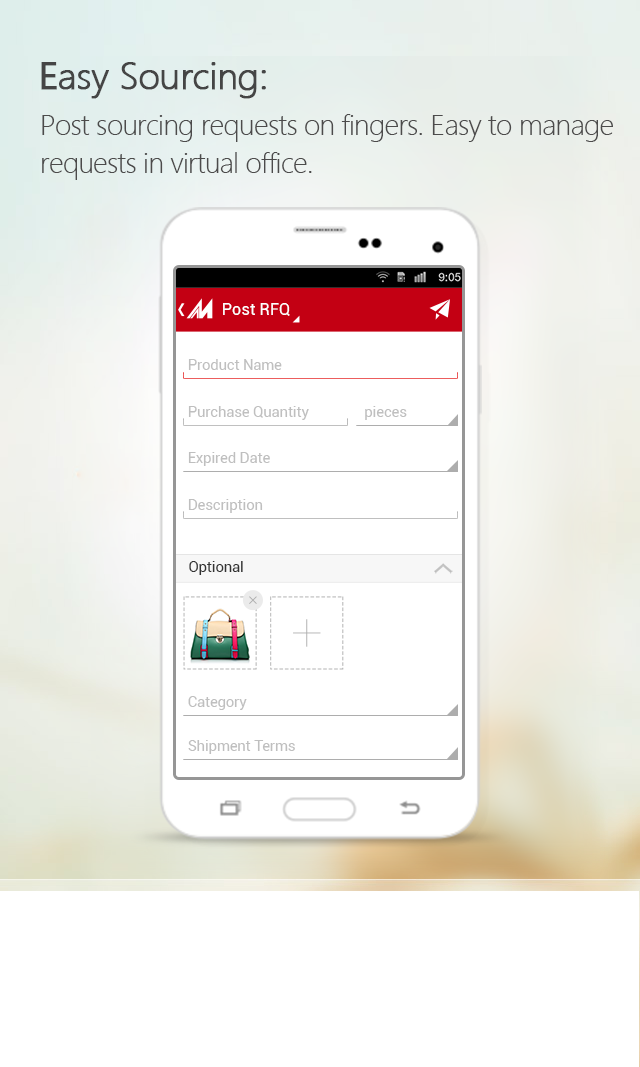 Easy Sourcing:
Post sourcing requests on fingers. Easy to manage
requests in virtual office.
9:05
Post RFQ
Product Name
Purchase Quantity pieces
Expired Date
Description
Optional
Category
Shipment Terms